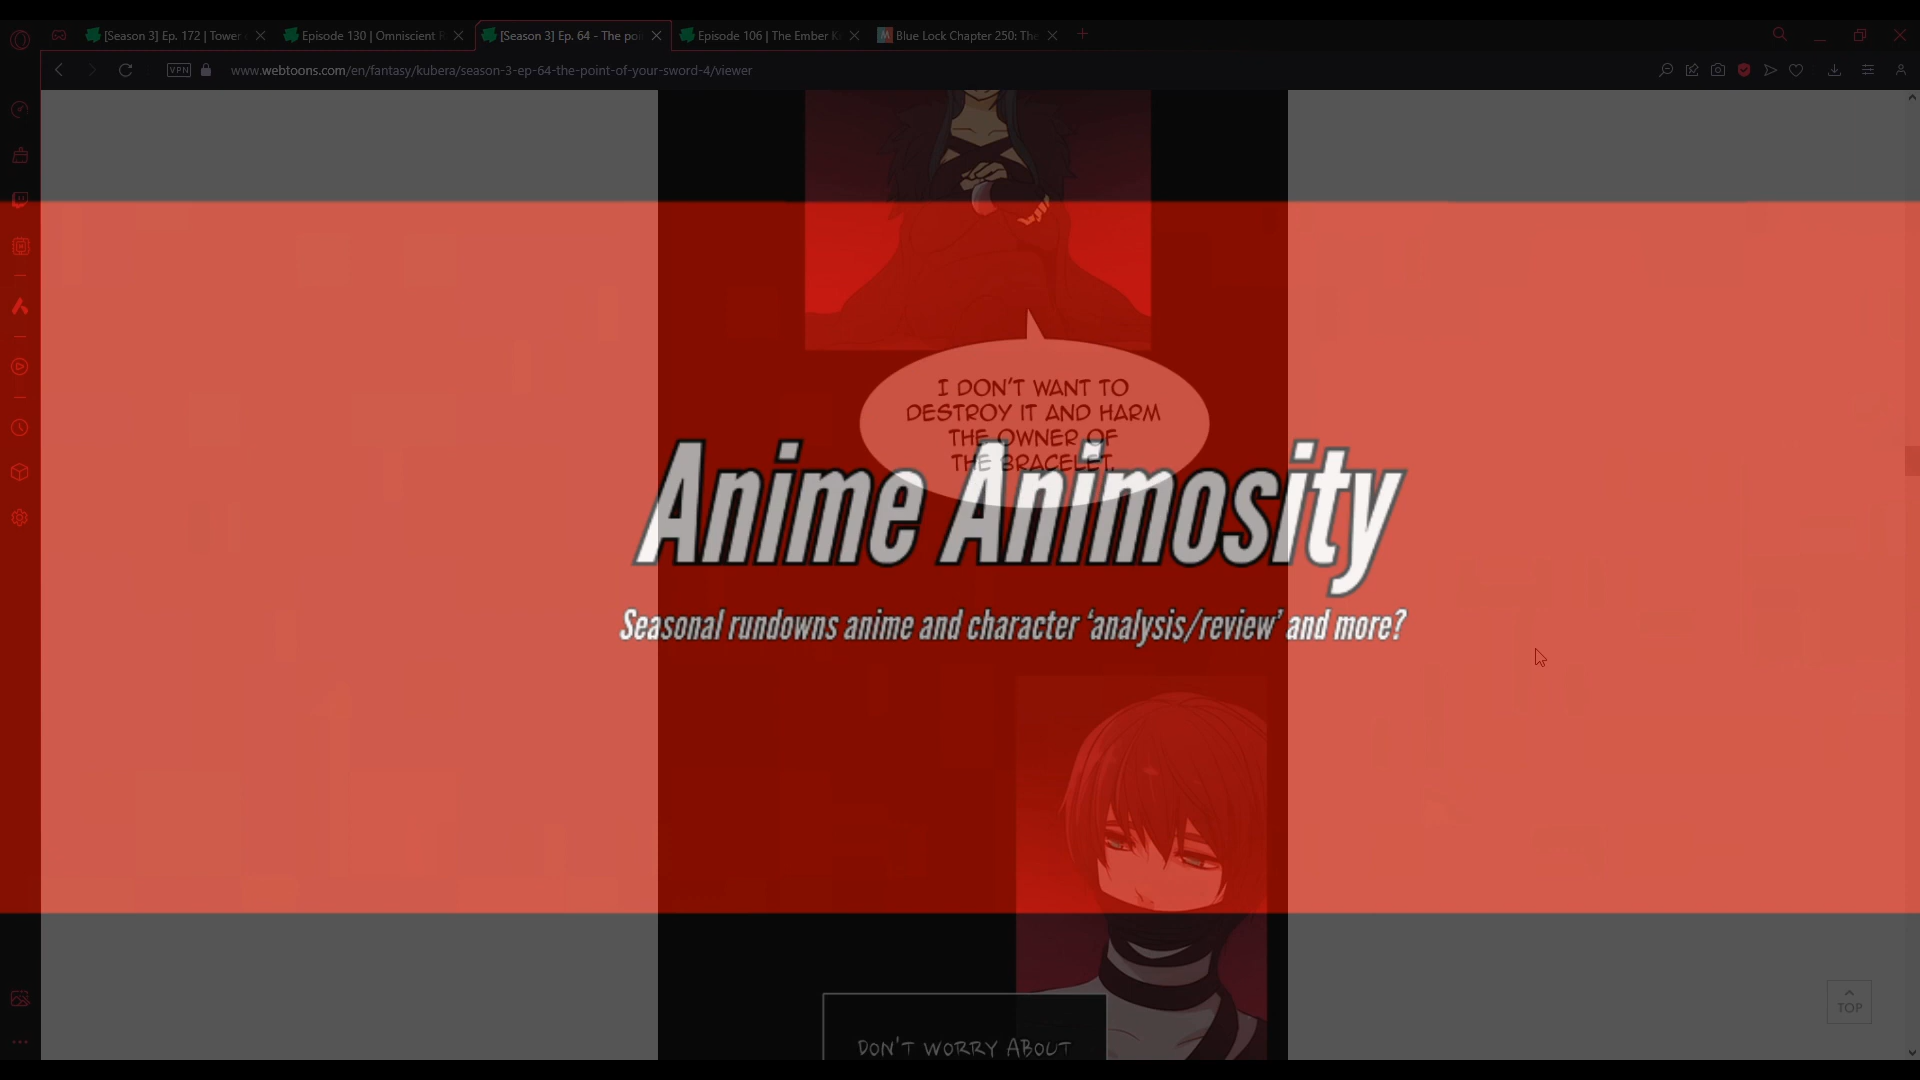 [Season 3] Ep. 172 | Tower
Episode 130 | Omniscient R
[Season 3] Ep. 64 - The poi
Episode 106 | The Ember K
Blue Lock Chapter 250: The
VPN
www.webtoons.com/en/fantasy/kubera/season-3-ep-64-the-point-of-your-sword-4/viewer
I DON'T WANT TO
DESTROY IT AND HARM
THE OWNER OF
THE BRACELET.
Anime Animosity
Seasonal rundowns anime and character ‘analysis/review’ and more?
TOP
DON'T WORRY ABOUT